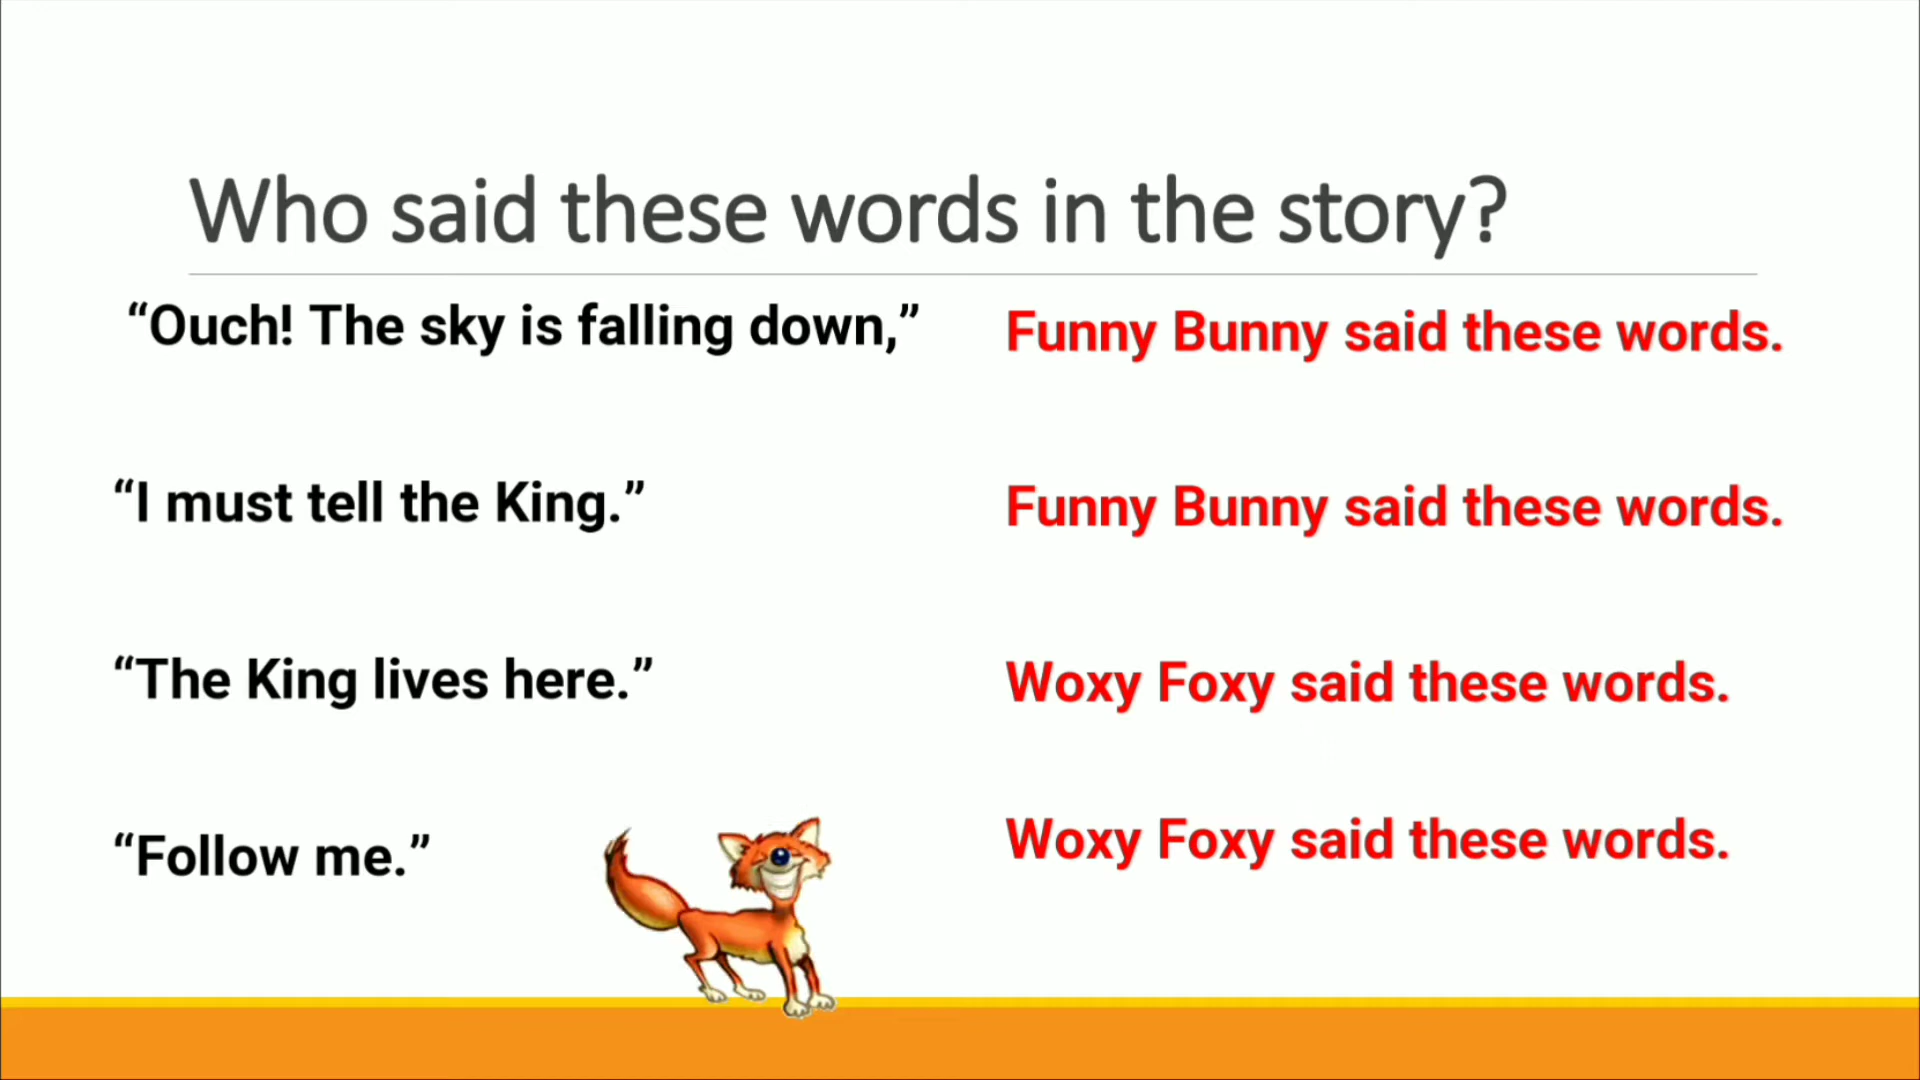 Who said these words in the story?
“Ouch! The sky is falling down,” Funny Bunny said these words.
“I must tell the King.” Funny Bunny said these words.
“The King lives here.” Woxy Foxy said these words.
“Follow me.” Woxy Foxy said these words.